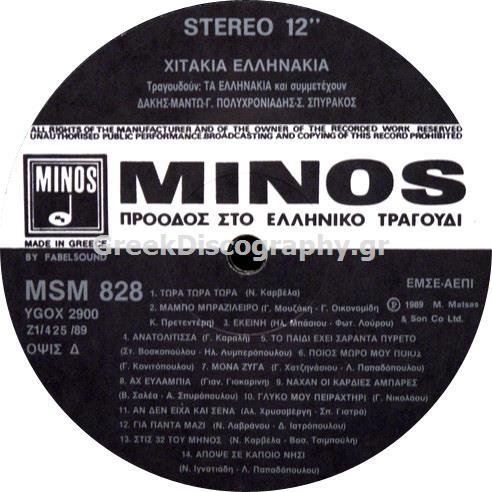 STEREO 12''
ΧΙΤΑΚΙΑ ΕΛΛΗΝΑΚΙΑ
Τραγουδούν: ΤΑ ΕΛΛΗΝΑΚΙΑ και συμμετέχουν
ΔΑΚΗΣ-ΜΑΝΤΩ-Γ. ΠΟΛΥΧΡΟΝΙΑΔΗΣ-Σ. ΣΠΥΡΑΚΟΣ
ALL RIGHTS OF THE MANUFACTURER AND OF THE OWNER OF THE RECORDED WORK RESERVED
UNAUTHORISED PUBLIC PERFORMANCE.BROADCASTING AND COPYING OF THIS RECORD PROHIBITED
MINOS
MINOS
ΠΡΟΟΔΟΣ ΣΤΟ ΕΛΛΗΝΙΚΟ ΤΡΑΓΟΥΔΙ
MADE IN GREECE
GreekDiscography.gr
BY FABELSOUND
MSM 828
YGOX 2900
Z1/425/89
ΟΨΙΣ Δ
ΕΜΣΕ-ΑΕΠΙ
Ⓟ 1989 M. Matsas
& Son Co Ltd.
1. ΤΩΡΑ ΤΩΡΑ ΤΩΡΑ (Ν. Καρβέλα)
2. ΜΑΜΠΟ ΜΠΡΑΖΙΛΕΙΡΟ (Γ. Μουζάκη - Γ. Οικονομίδη
Κ. Πρετεντέρη) 3. ΕΚΕΙΝΗ (Ηλ. Μπάσιου - Φωτ. Λούρου)
4. ΑΝΑΤΟΛΙΤΙΣΣΑ (Γ. Καραλή) 5. ΤΟ ΠΑΙΔΙ ΕΧΕΙ ΣΑΡΑΝΤΑ ΠΥΡΕΤΟ
(Στ. Βοσκοπούλου - Ηλ. Λυμπερόπουλου) 6. ΠΟΙΟΣ ΜΩΡΟ ΜΟΥ ΠΟΙΟΣ
(Γ. Κονιτόπουλου) 7. ΜΟΝΑ ΖΥΓΑ (Γ. Χατζηνάσιου - Λ. Παπαδόπουλου)
8. ΑΧ ΕΥΛΑΜΠΙΑ (Γιαν. Γιοκαρίνη) 9. ΝΑΧΑΝ ΟΙ ΚΑΡΔΙΕΣ ΑΜΠΑΡΕΣ
(Β. Σαλέα - Α. Σπυρόπουλου) 10. ΓΛΥΚΟ ΜΟΥ ΠΕΙΡΑΧΤΗΡΙ (Γ. Νικολάου)
11. ΑΝ ΔΕΝ ΕΙΧΑ ΚΑΙ ΣΕΝΑ (Αλ. Χρυσοβέργη - Σπ. Γιατρά)
12. ΓΙΑ ΠΑΝΤΑ ΜΑΖΙ (Ν. Λαβράνου - Δ. Ιατρόπουλου)
13. ΣΤΙΣ 32 ΤΟΥ ΜΗΝΟΣ (Ν. Καρβέλα - Βασ. Τσιμπούλη)
14. ΑΠΟΨΕ ΣΕ ΚΑΠΟΙΟ ΝΗΣΙ
(Ν. Ιγνατιάδη - Λ. Παπαδόπουλου)